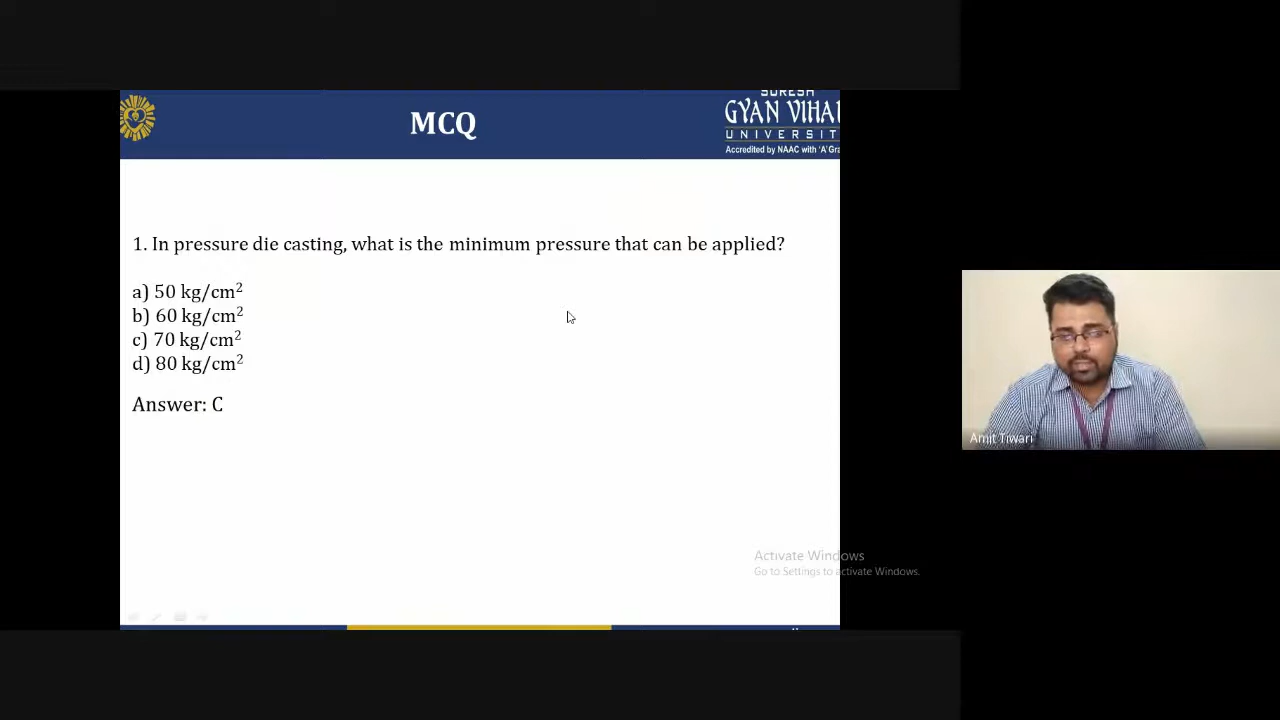 MCQ
SURESH
GYAN VIHAR
UNIVERSIT
Accredited by NAAC with 'A' Gra
1. In pressure die casting, what is the minimum pressure that can be applied?
a) 50 kg/cm²
b) 60 kg/cm²
c) 70 kg/cm²
d) 80 kg/cm²
Answer: C
Amit Tiwari
Activate Windows
Go to Settings to activate Windows.